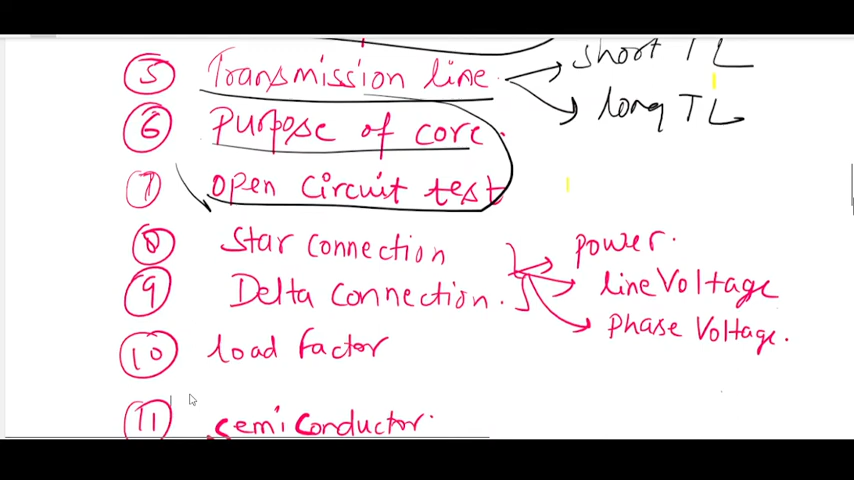 short TL
5 Transmission line
long TL
6 Purpose of core.
7 open circuit test
8 Star Connection
power.
9 Delta Connection.
line Voltage
Phase Voltage.
10 load factor
11 semiconductor.